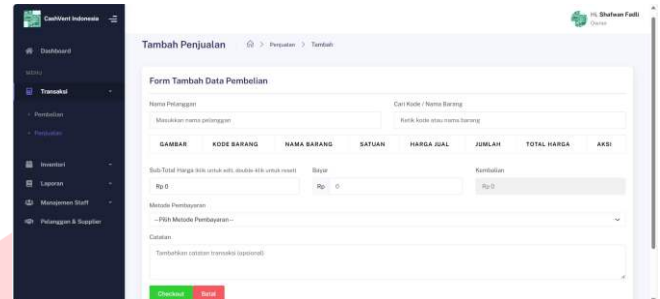 CashVent Indonesia
Hi, Shafwan Fadli
Owner
Dashboard
MENU
Transaksi
Pembelian
Penjualan
Inventori
Laporan
Manajemen Staff
Pelanggan & Supplier
Tambah Penjualan
Penjualan > Tambah
Form Tambah Data Pembelian
Nama Pelanggan
Cari Kode / Nama Barang
Masukkan nama pelanggan
Ketik kode atau nama barang
GAMBAR KODE BARANG NAMA BARANG SATUAN HARGA JUAL JUMLAH TOTAL HARGA AKSI
Sub Total Harga (klik untuk edit, double klik untuk reset)
Bayar
Kembalian
Rp 0
Rp 0
Rp 0
Metode Pembayaran
-- Pilih Metode Pembayaran --
Catatan
Tambahkan catatan transaksi (opsional)
Checkout Batal